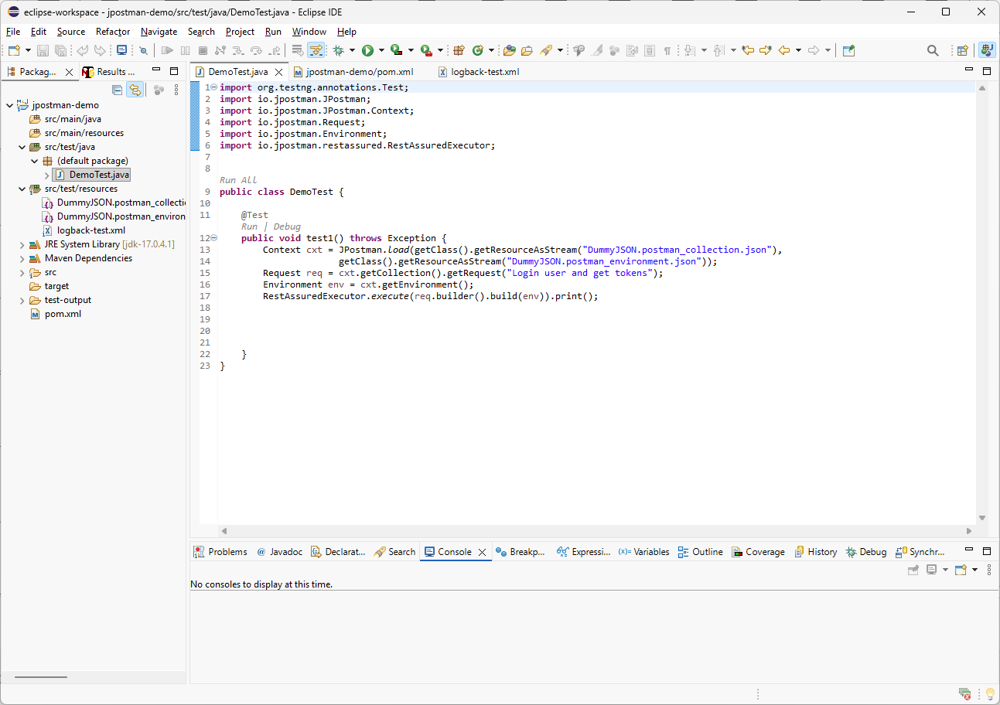 eclipse-workspace - jpostman-demo/src/test/java/DemoTest.java - Eclipse IDE
File Edit Source Refactor Navigate Search Project Run Window Help
Packag... Results ...
jpostman-demo
src/main/java
src/main/resources
src/test/java
(default package)
DemoTest.java
src/test/resources
DummyJSON.postman_collecti
DummyJSON.postman_environ
logback-test.xml
JRE System Library [jdk-17.0.4.1]
Maven Dependencies
src
target
test-output
pom.xml
DemoTest.java jpostman-demo/pom.xml logback-test.xml
1 import org.testng.annotations.Test;
2 import io.jpostman.JPostman;
3 import io.jpostman.JPostman.Context;
4 import io.jpostman.Request;
5 import io.jpostman.Environment;
6 import io.jpostman.restassured.RestAssuredExecutor;
7
8
Run All
9 public class DemoTest {
10
11 @Test
Run | Debug
12 public void test1() throws Exception {
13 Context cxt = JPostman.load(getClass().getResourceAsStream("DummyJSON.postman_collection.json"),
14 getClass().getResourceAsStream("DummyJSON.postman_environment.json"));
15 Request req = cxt.getCollection().getRequest("Login user and get tokens");
16 Environment env = cxt.getEnvironment();
17 RestAssuredExecutor.execute(req.builder().build(env)).print();
18
19
20
21
22 }
23 }
Problems Javadoc Declarat... Search Console Breakp... Expressi... Variables Outline Coverage History Debug Synchr...
No consoles to display at this time.